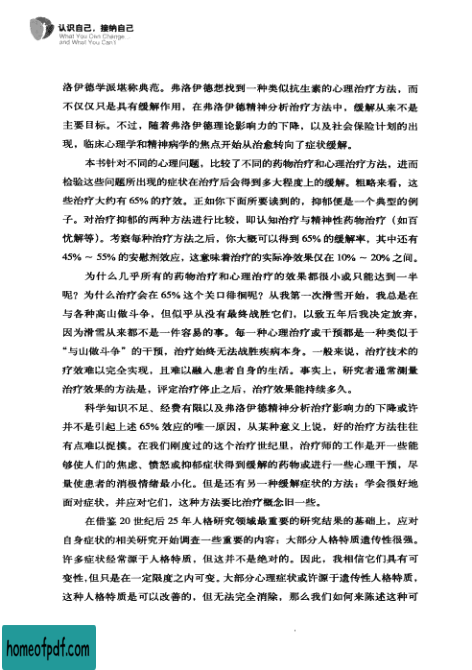 认识自己，接纳自己
What You Can Change...
and What You Can't
洛伊德学派堪称典范。弗洛伊德想找到一种类似抗生素的心理治疗方法，而
不仅仅只是具有缓解作用，在弗洛伊德精神分析治疗方法中，缓解从来不是
主要目标。不过，随着弗洛伊德理论影响力的下降，以及社会保险计划的出
现，临床心理学和精神病学的焦点开始从治愈转向了症状缓解。
本书针对不同的心理问题，比较了不同的药物治疗和心理治疗方法，进而
检验这些问题所出现的症状在治疗后会得到多大程度上的缓解。粗略来看，这
些治疗大约有 65% 的疗效。正如你下面所要读到的，抑郁便是一个典型的例
子。对治疗抑郁的两种方法进行比较，即认知治疗与精神性药物治疗（如百
忧解等）。考察每种治疗方法之后，你大概可以得到 65% 的缓解率，其中还有
45% ～ 55% 的安慰剂效应，这意味着治疗的实际净效果仅在 10% ～ 20% 之间。
为什么几乎所有的药物治疗和心理治疗的效果都很小或只能达到一半
呢？为什么治疗会在 65% 这个关口徘徊呢？从我第一次滑雪开始，我总是在
与各种高山做斗争，但似乎从没有最终战胜它们，以致五年后我决定放弃，
因为滑雪从来都不是一件容易的事。每一种心理治疗或干预都是一种类似于
“与山做斗争”的干预，治疗始终无法战胜疾病本身。一般来说，治疗技术的
疗效难以完全实现，且难以融入患者自身的生活。事实上，研究者通常测量
治疗效果的方法是，评定治疗停止之后，治疗效果能持续多久。
科学知识不足、经费有限以及弗洛伊德精神分析治疗影响力的下降或许
并不是引起上述 65% 效应的唯一原因，从某种意义上说，好的治疗方法往往
有点难以捉摸。在我们刚度过的这个治疗世纪里，治疗师的工作是开一些能
够使人们的焦虑、愤怒或抑郁症状得到缓解的药物或进行一些心理干预，尽
量使患者的消极情绪最小化。但是还有另一种缓解症状的方法：学会很好地
面对症状，并应对它们，这种方法要比治疗概念旧一些。
在借鉴 20 世纪后 25 年人格研究领域最重要的研究结果的基础上，应对
自身症状的相关研究开始调查一些重要的内容：大部分人格特质遗传性很强。
许多症状经常源于人格特质，但这并不是绝对的。因此，我相信它们具有可
变性，但只是在一定限度之内可变。大部分心理症状或许源于遗传性人格特质，
这种人格特质是可以改善的，但无法完全消除，那么我们如何来陈述这种可
homeofpdf.com